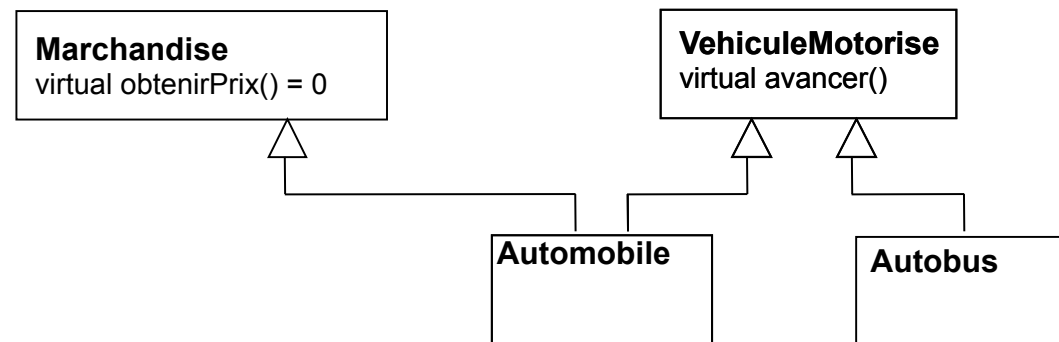 Marchandise
virtual obtenirPrix() = 0
VehiculeMotorise
virtual avancer()
Automobile
Autobus